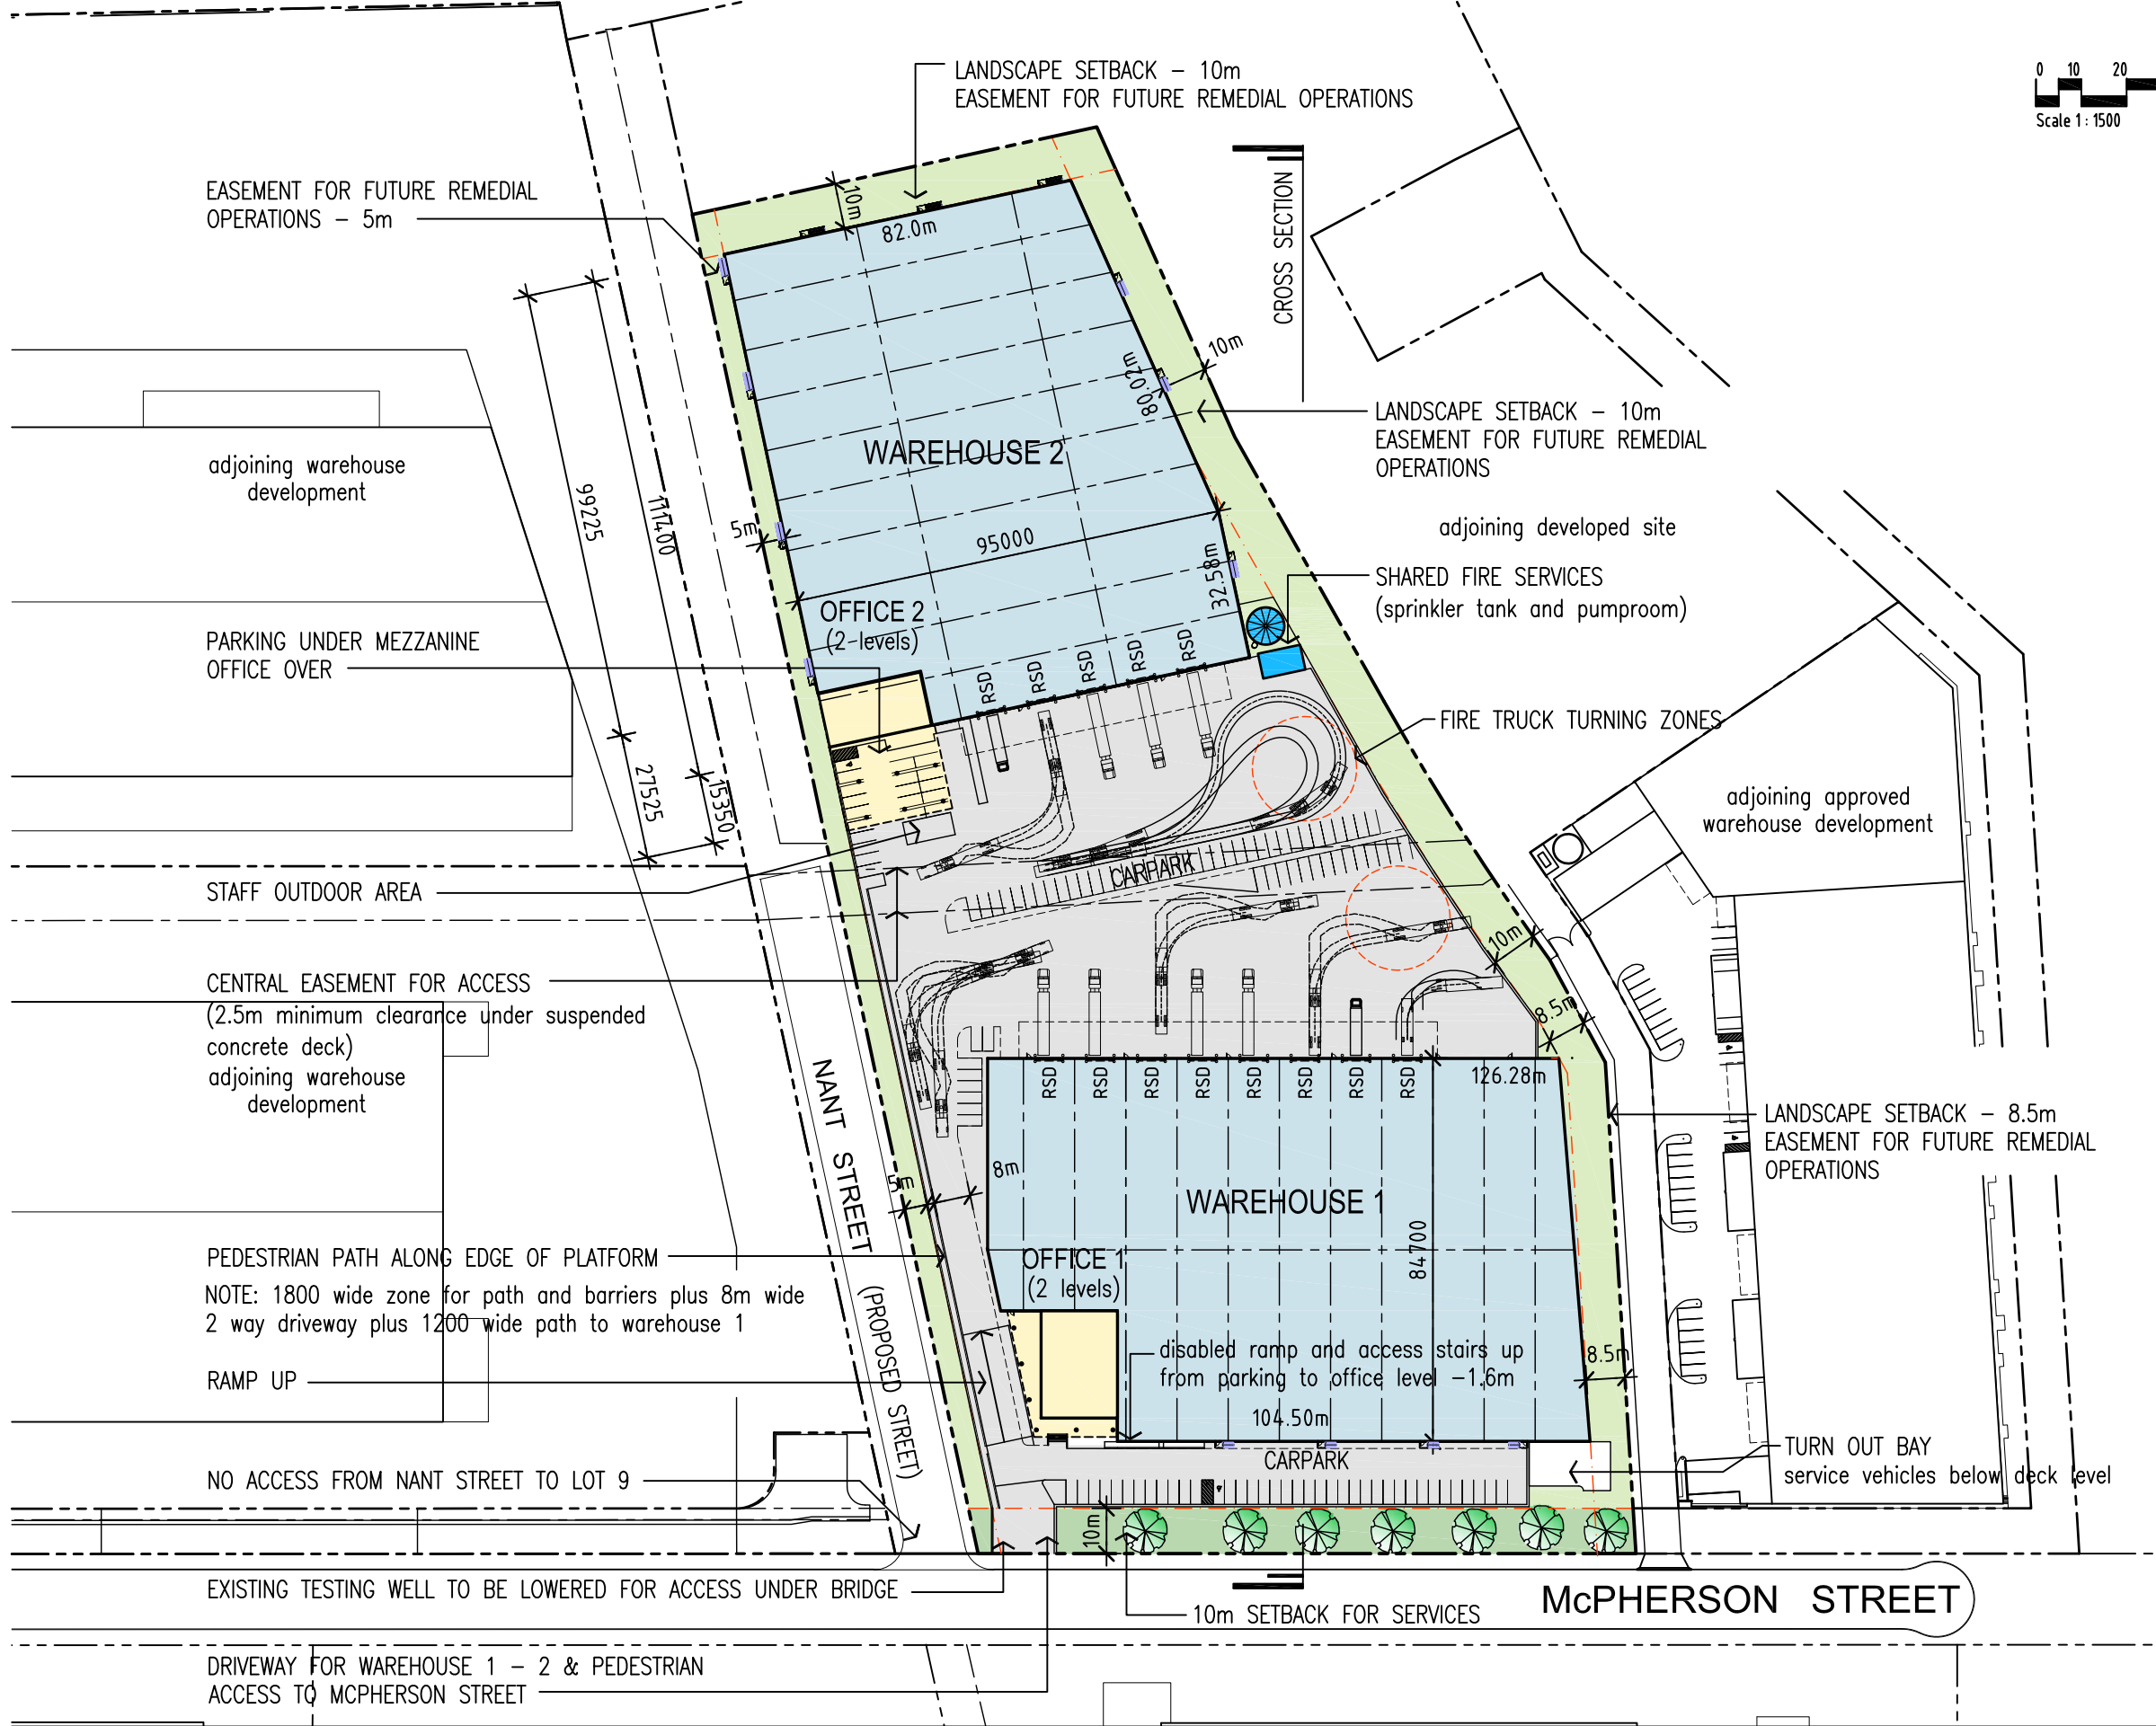 0 10 20
Scale 1 : 1500
LANDSCAPE SETBACK - 10m
EASEMENT FOR FUTURE REMEDIAL OPERATIONS
EASEMENT FOR FUTURE REMEDIAL
OPERATIONS - 5m
10m
82.0m
CROSS SECTION
10m
80.02m
LANDSCAPE SETBACK - 10m
EASEMENT FOR FUTURE REMEDIAL
OPERATIONS
WAREHOUSE 2
adjoining warehouse
development
99225
111400
5m
95000
adjoining developed site
32.58m
SHARED FIRE SERVICES
(sprinkler tank and pumproom)
OFFICE 2
(2 levels)
PARKING UNDER MEZZANINE
OFFICE OVER
RSD
RSD
RSD
RSD
RSD
FIRE TRUCK TURNING ZONES
27525
15350
adjoining approved
warehouse development
CARPARK
STAFF OUTDOOR AREA
10m
CENTRAL EASEMENT FOR ACCESS
(2.5m minimum clearance under suspended
concrete deck)
8.5m
adjoining warehouse
development
NANT STREET
(PROPOSED STREET)
RSD
RSD
RSD
RSD
RSD
RSD
RSD
RSD
126.28m
LANDSCAPE SETBACK - 8.5m
EASEMENT FOR FUTURE REMEDIAL
OPERATIONS
5m
8m
WAREHOUSE 1
84700
PEDESTRIAN PATH ALONG EDGE OF PLATFORM
NOTE: 1800 wide zone for path and barriers plus 8m wide
2 way driveway plus 1200 wide path to warehouse 1
OFFICE 1
(2 levels)
disabled ramp and access stairs up
from parking to office level -1.6m
8.5m
RAMP UP
104.50m
CARPARK
TURN OUT BAY
service vehicles below deck level
NO ACCESS FROM NANT STREET TO LOT 9
10m
EXISTING TESTING WELL TO BE LOWERED FOR ACCESS UNDER BRIDGE
10m SETBACK FOR SERVICES
McPHERSON STREET
DRIVEWAY FOR WAREHOUSE 1 - 2 & PEDESTRIAN
ACCESS TO MCPHERSON STREET